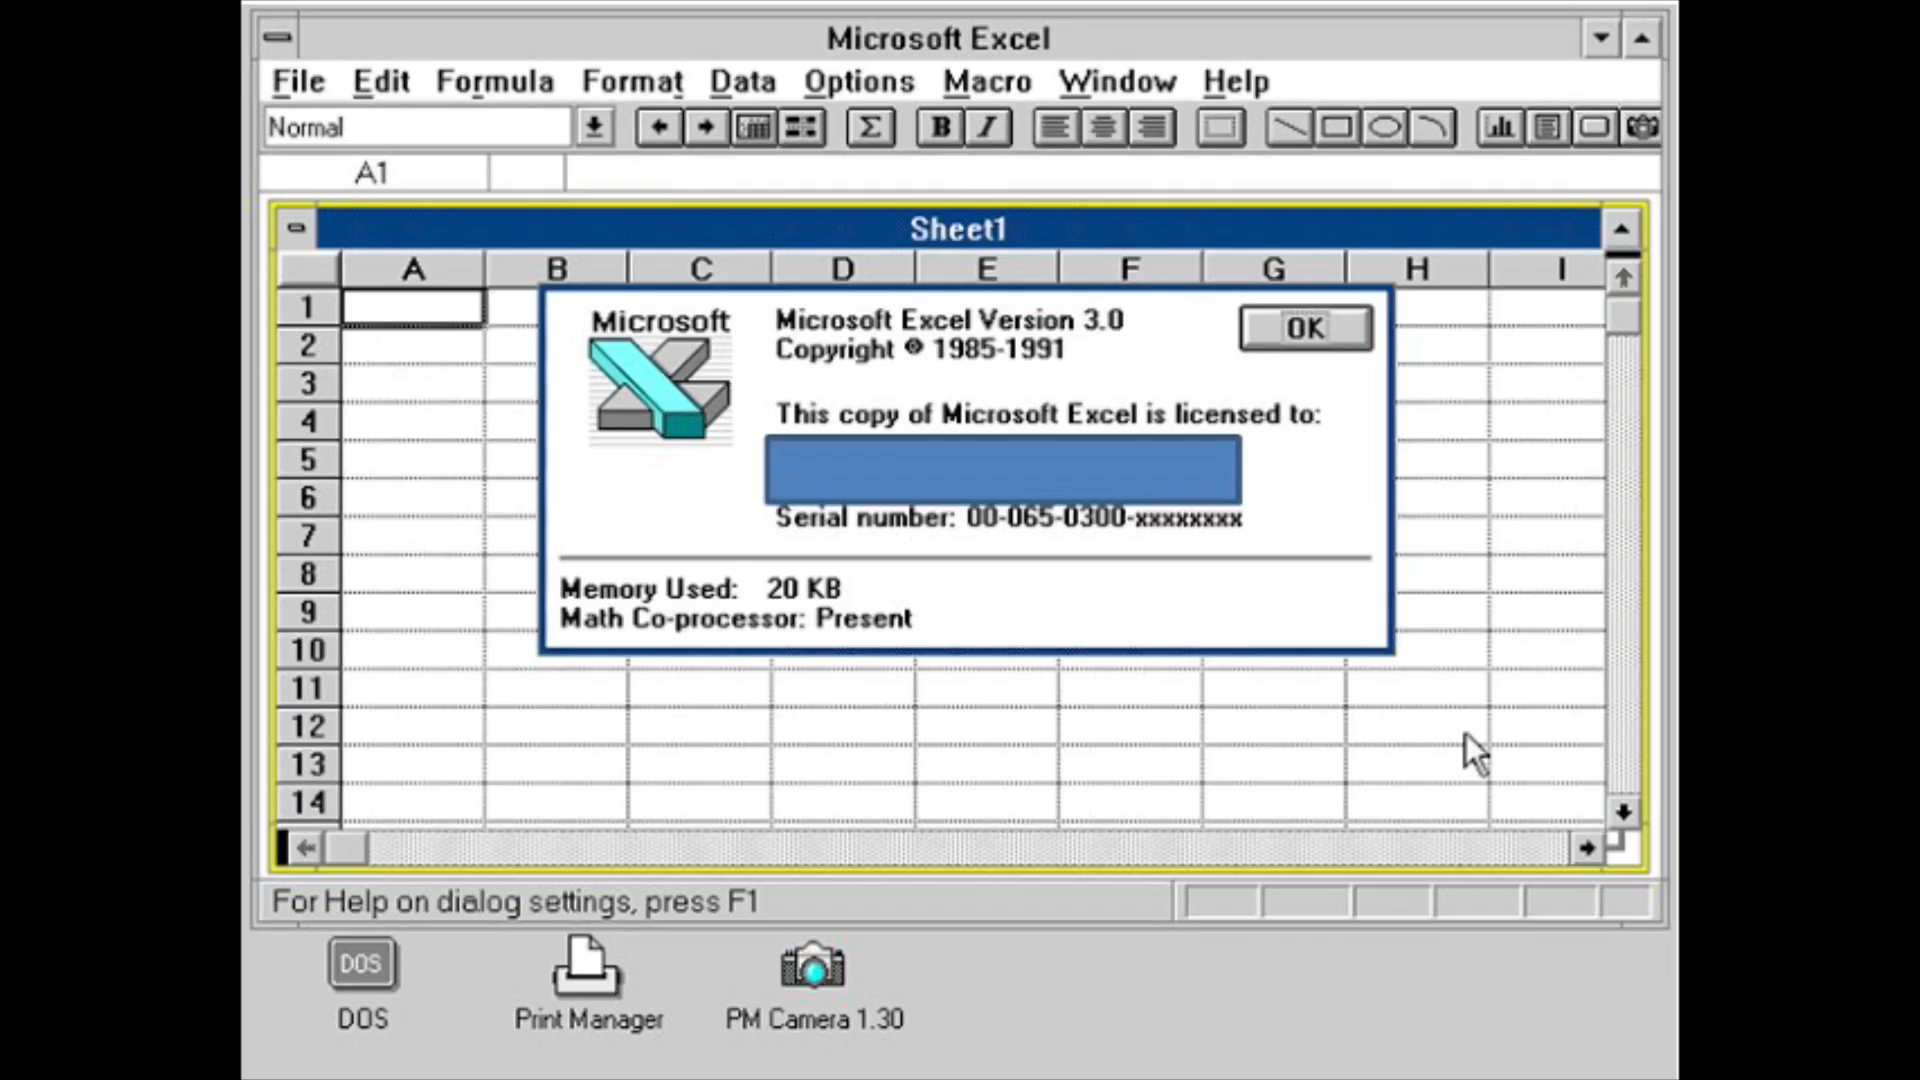 Microsoft Excel
File Edit Formula Format Data Options Macro Window Help
Normal Σ B I
A1
Sheet1
A B C D E F G H I
1
2
3
4
5
6
7
8
9
10
11
12
13
14
Microsoft
Microsoft Excel Version 3.0
Copyright © 1985-1991
OK
This copy of Microsoft Excel is licensed to:
Serial number: 00-065-0300-xxxxxxxx
Memory Used: 20 KB
Math Co-processor: Present
For Help on dialog settings, press F1
DOS
DOS
Print Manager
PM Camera 1.30